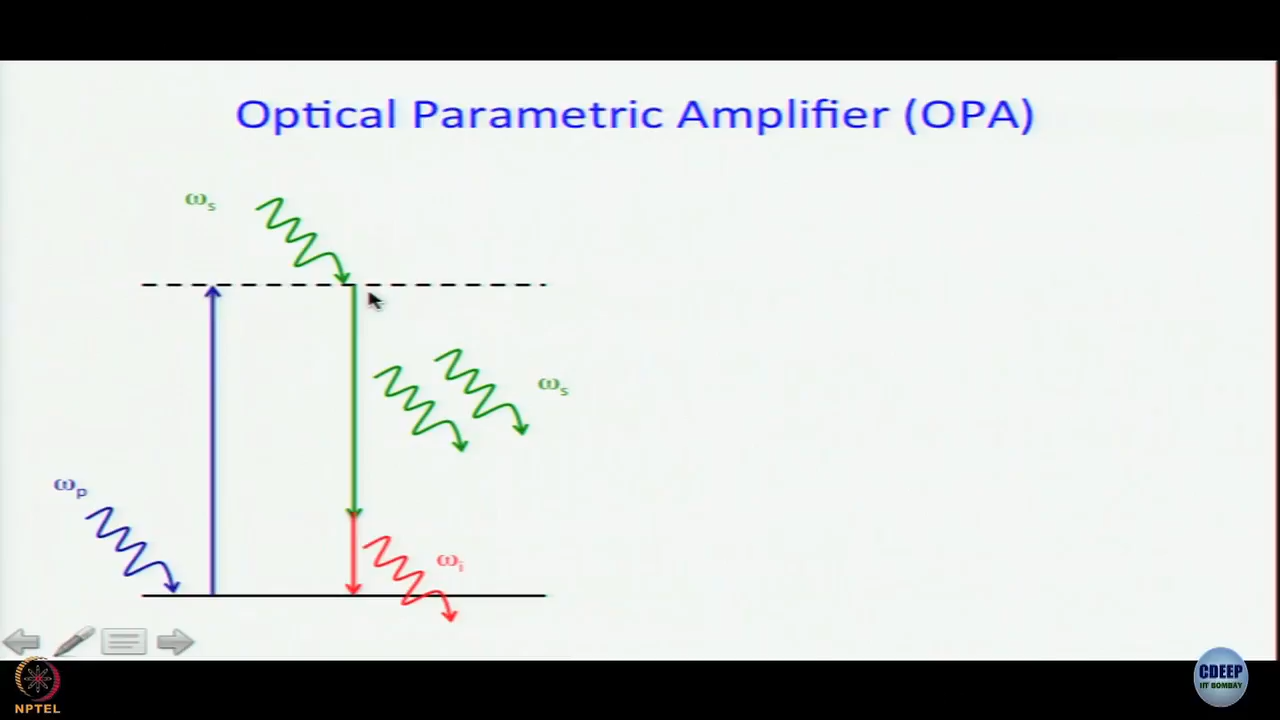 Optical Parametric Amplifier (OPA)
ωs
ωs
ωp
ωi
NPTEL
CDEEP
IIT BOMBAY